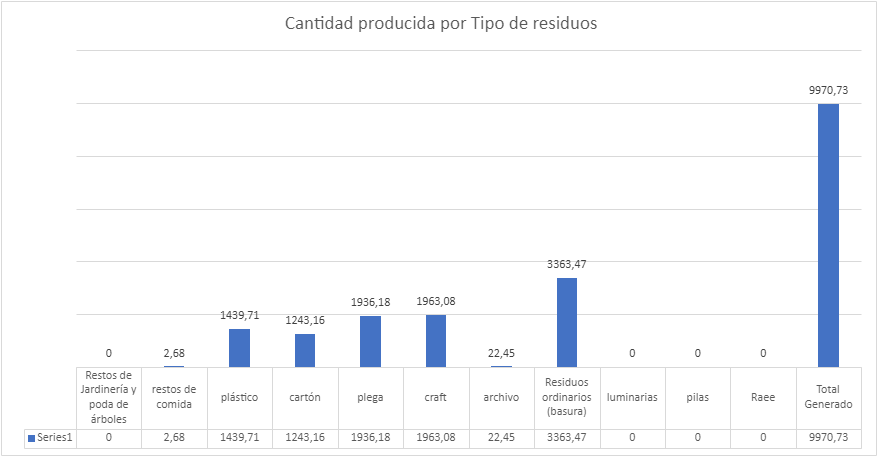 Cantidad producida por Tipo de residuos
9970,73
3363,47
1936,18
1963,08
1439,71
1243,16
0
2,68
22,45
0
0
0
Restos de
Jardinería y
poda de
árboles
restos de
comida
plástico
cartón
plega
craft
archivo
Residuos
ordinarios
(basura)
luminarias
pilas
Raee
Total
Generado
Series1 0 2,68 1439,71 1243,16 1936,18 1963,08 22,45 3363,47 0 0 0 9970,73